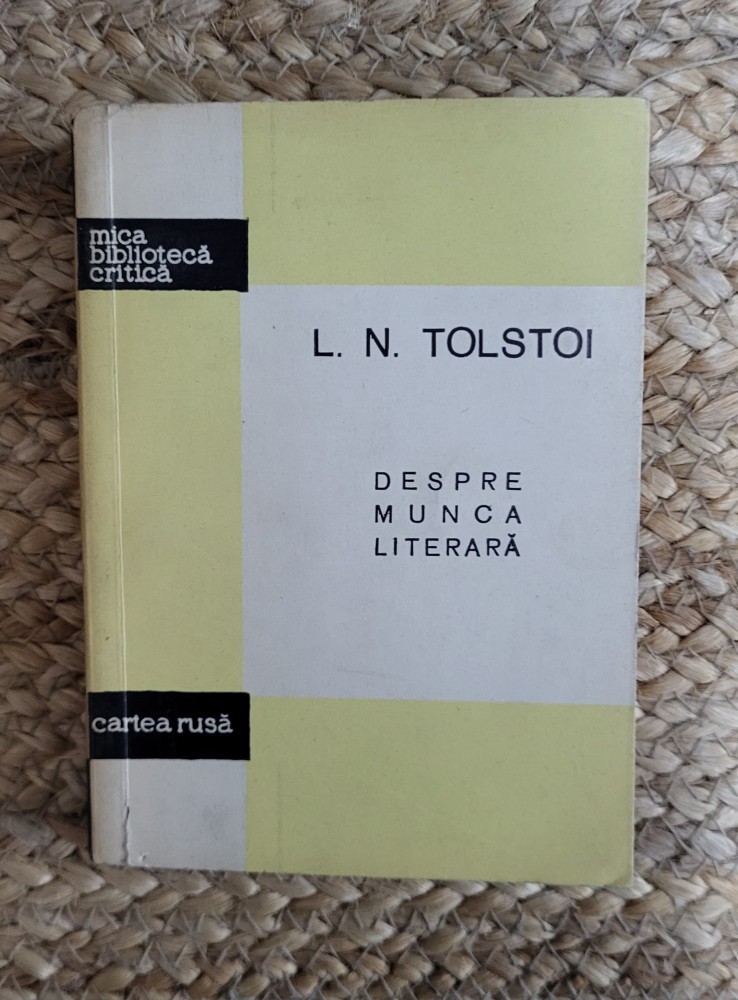 mica
bibliotecă
critică
L. N. TOLSTOI
DESPRE
MUNCA
LITERARĂ
cartea rusă